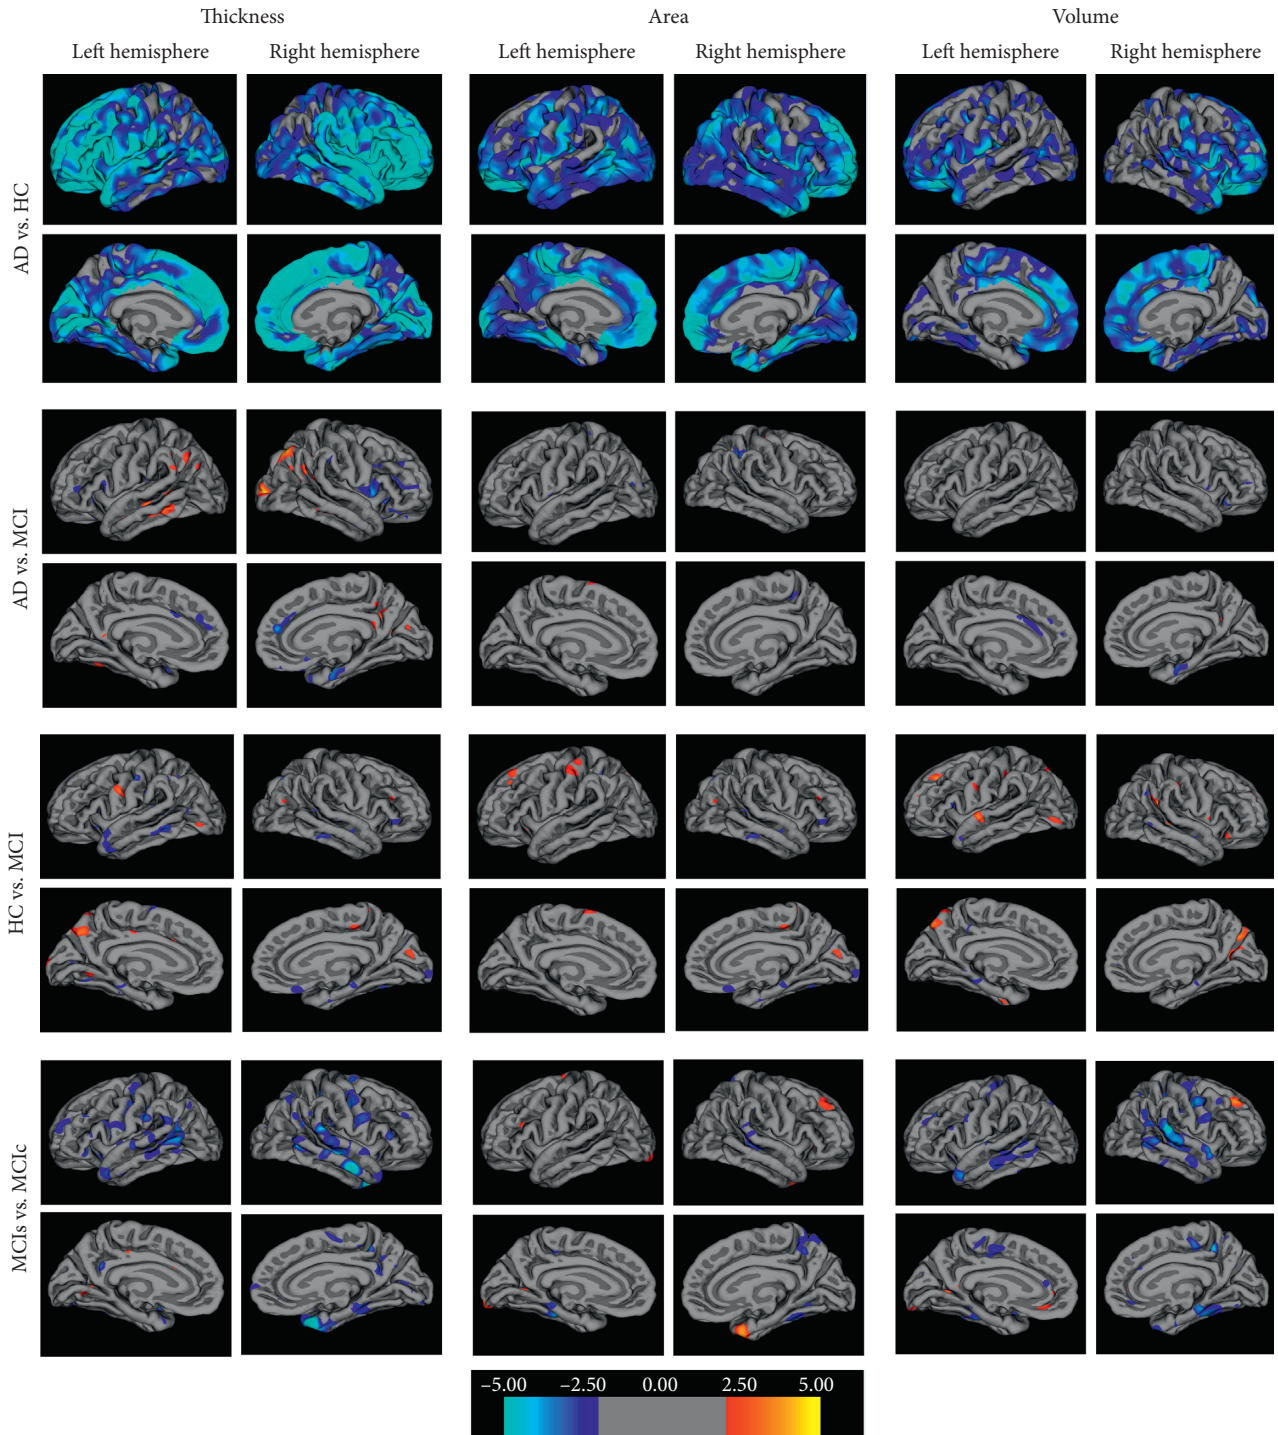 Thickness
Area
Volume
Left hemisphere
Right hemisphere
Left hemisphere
Right hemisphere
Left hemisphere
Right hemisphere
AD vs. HC
AD vs. MCI
HC vs. MCI
MCIs vs. MCIc
–5.00
–2.50
0.00
2.50
5.00